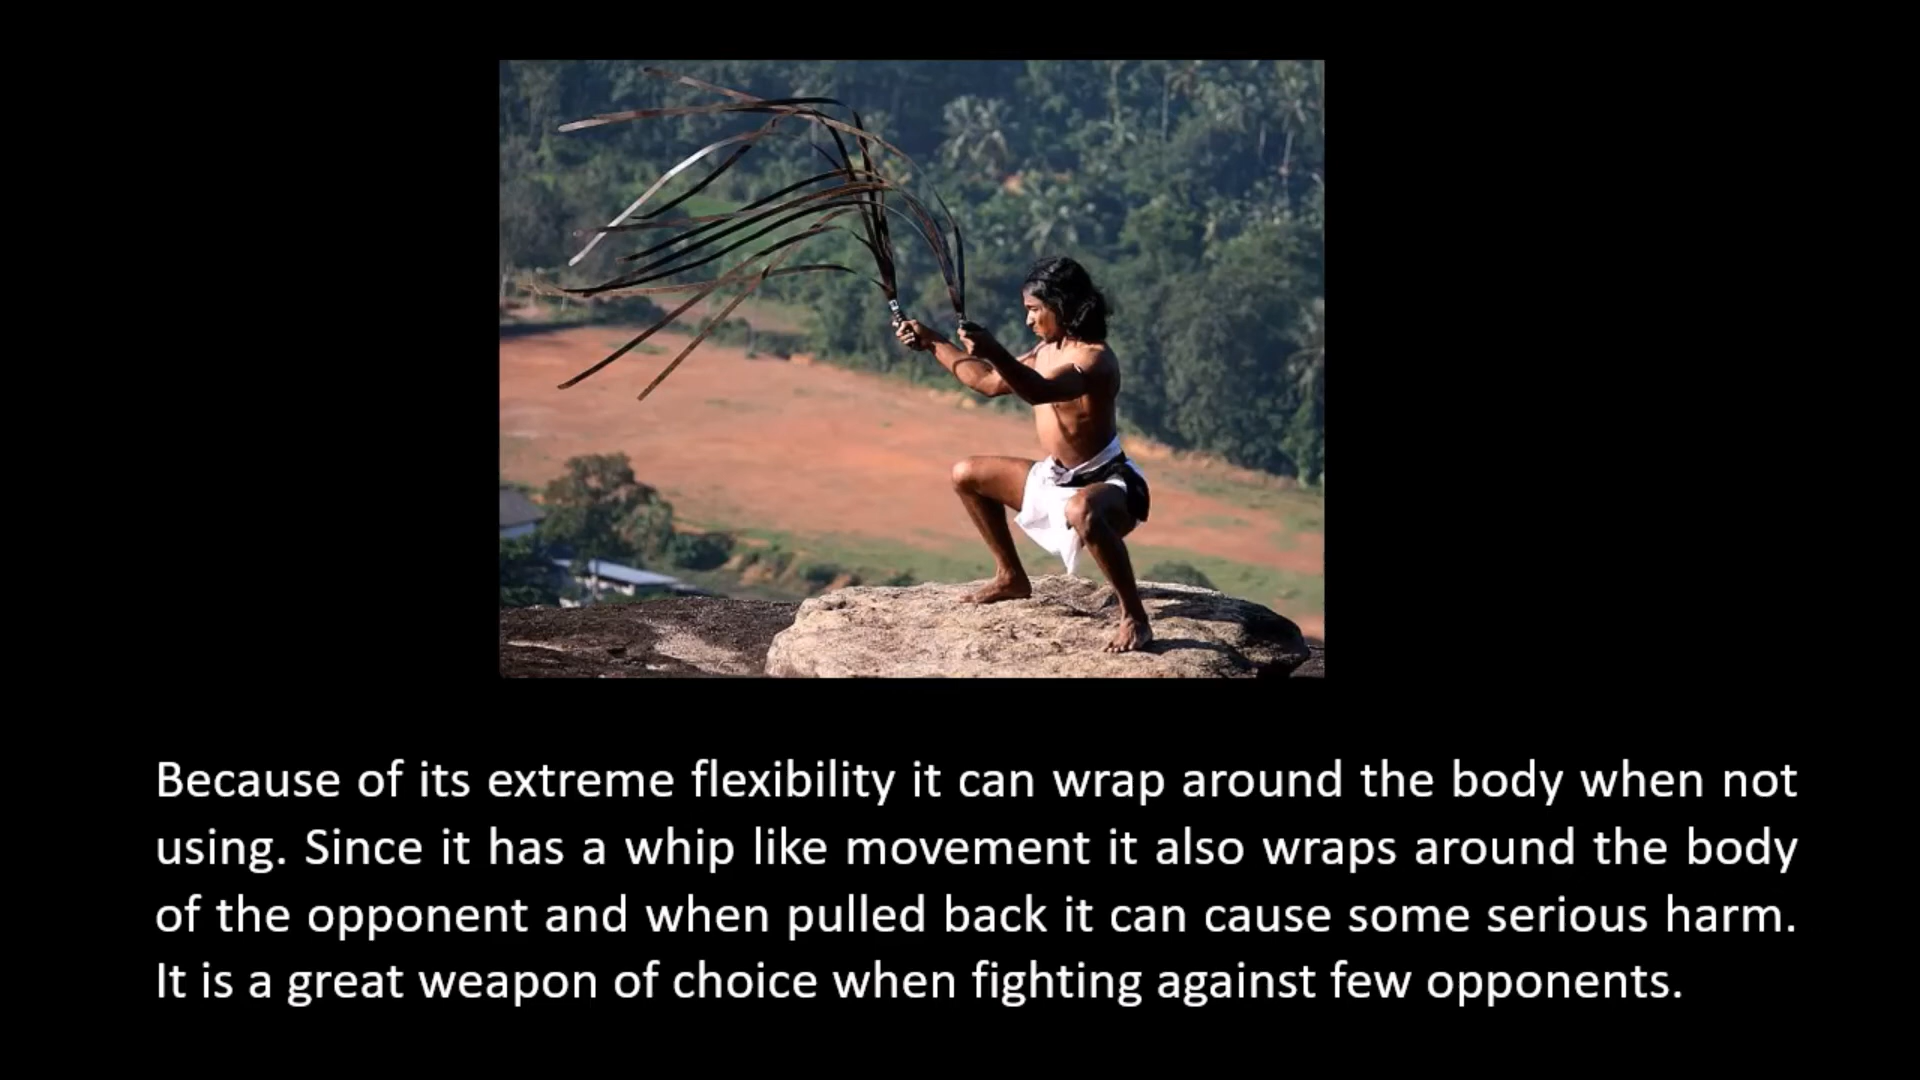 Because of its extreme flexibility it can wrap around the body when not
using. Since it has a whip like movement it also wraps around the body
of the opponent and when pulled back it can cause some serious harm.
It is a great weapon of choice when fighting against few opponents.